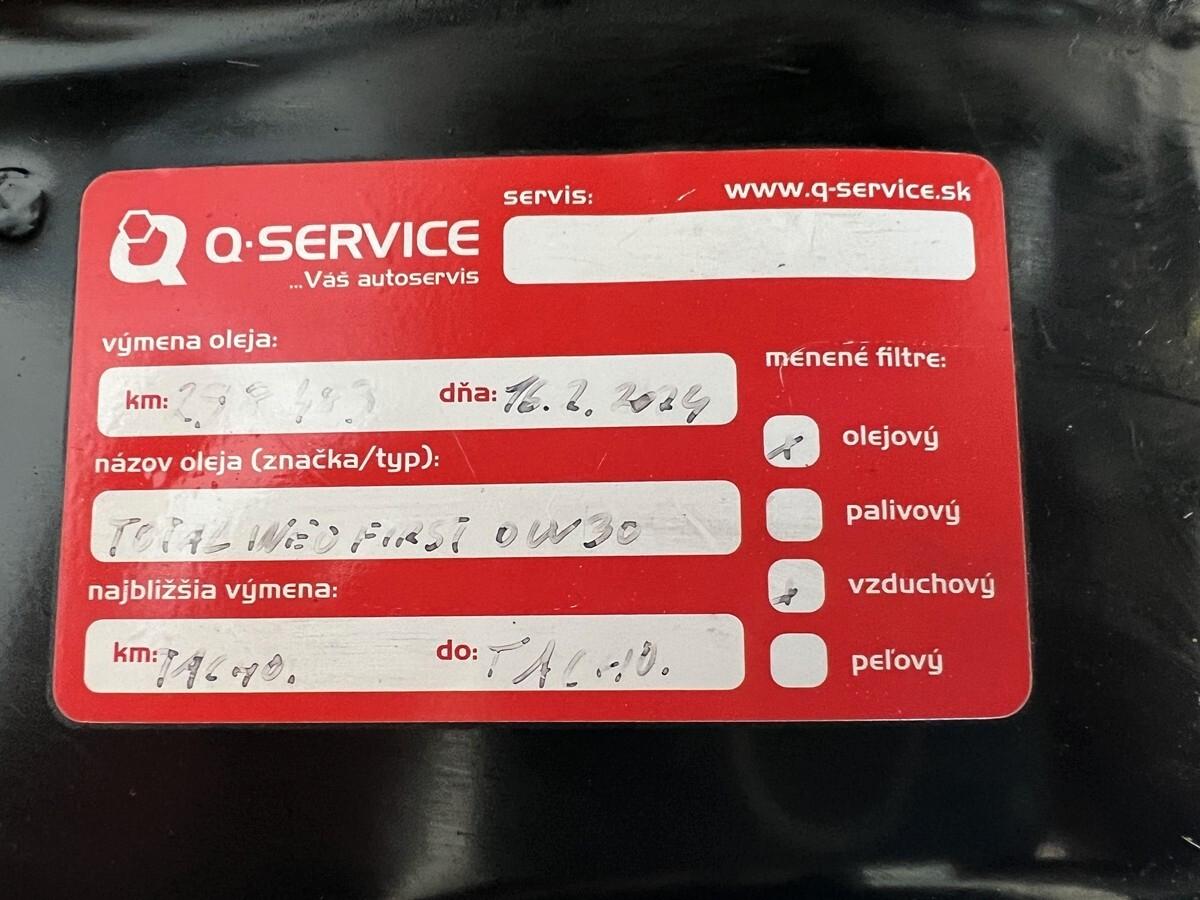 servis: www.q-service.sk
Q·SERVICE
...Váš autoservis
výmena oleja:
km: dňa: 16.2.2024
názov oleja (značka/typ):
TOTAL INEO FIRST 0W30
najbližšia výmena:
km: TACHO. do: TACHO.
menené filtre:
x olejový
palivový
x vzduchový
peľový